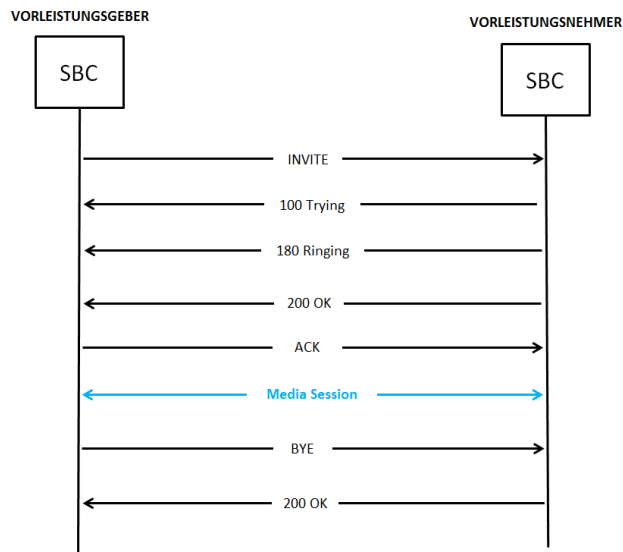 VORLEISTUNGSGEBER
VORLEISTUNGSNEHMER
SBC
SBC
INVITE
100 Trying
180 Ringing
200 OK
ACK
Media Session
BYE
200 OK